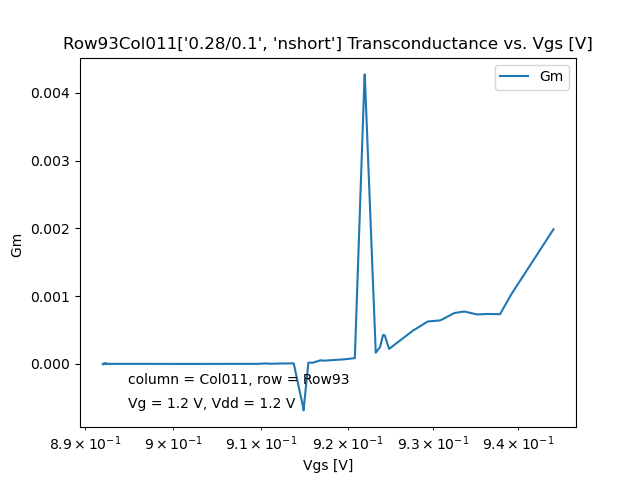 Row93Col011['0.28/0.1', 'nshort'] Transconductance vs. Vgs [V]
Gm
0.004
0.003
0.002
0.001
0.000
Gm
column = Col011, row = Row93
Vg = 1.2 V, Vdd = 1.2 V
8.9 × 10⁻¹ 9 × 10⁻¹ 9.1 × 10⁻¹ 9.2 × 10⁻¹ 9.3 × 10⁻¹ 9.4 × 10⁻¹
Vgs [V]